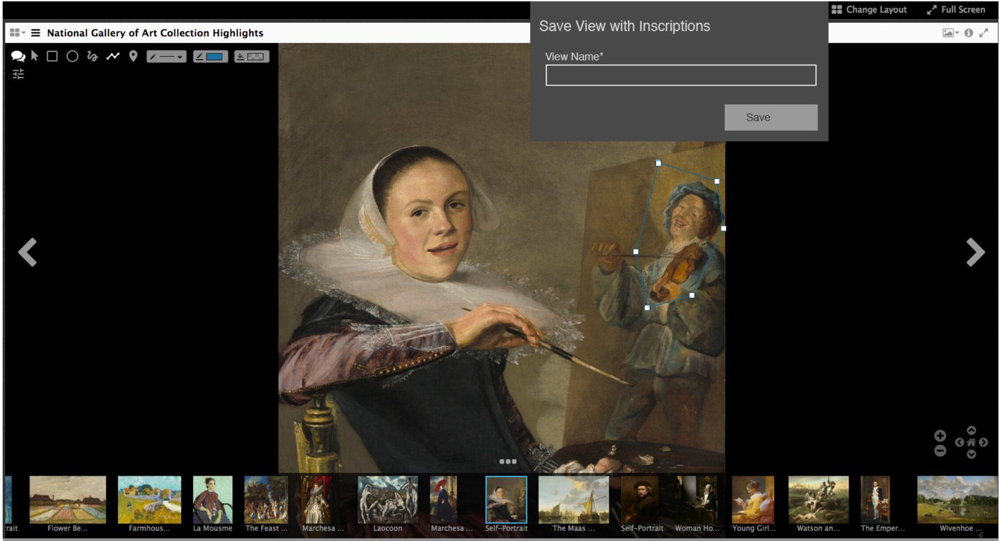 Change Layout
Full Screen
National Gallery of Art Collection Highlights
Save View with Inscriptions
View Name*
Save
rait
Flower Be...
Farmhous...
La Mousme
The Feast ...
Marchesa ...
Laocoon
Marchesa ...
Self-Portrait
The Maas ...
Self-Portrait
Woman Ho...
Young Girl...
Watson an...
The Emper...
Wivenhoe ...